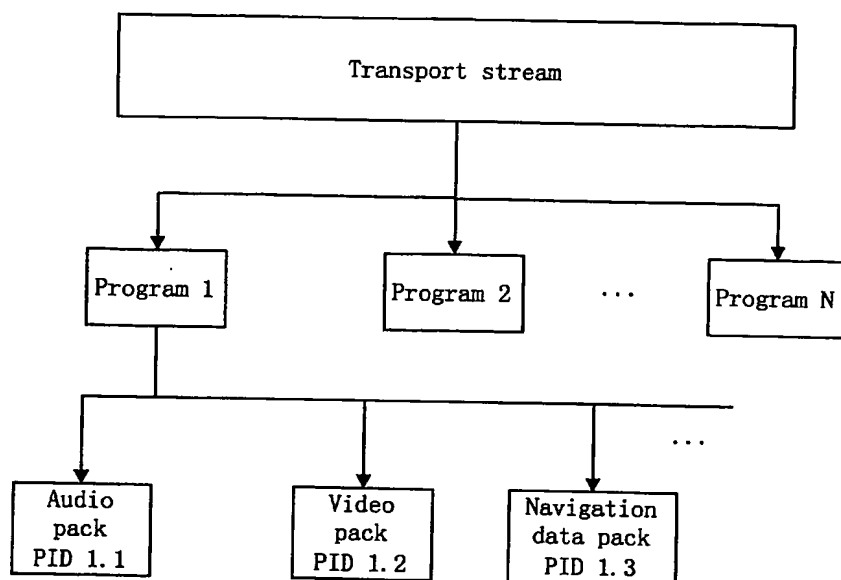 Transport stream
Program 1
Program 2
...
Program N
...
Audio
pack
PID 1.1
Video
pack
PID 1.2
Navigation
data pack
PID 1.3